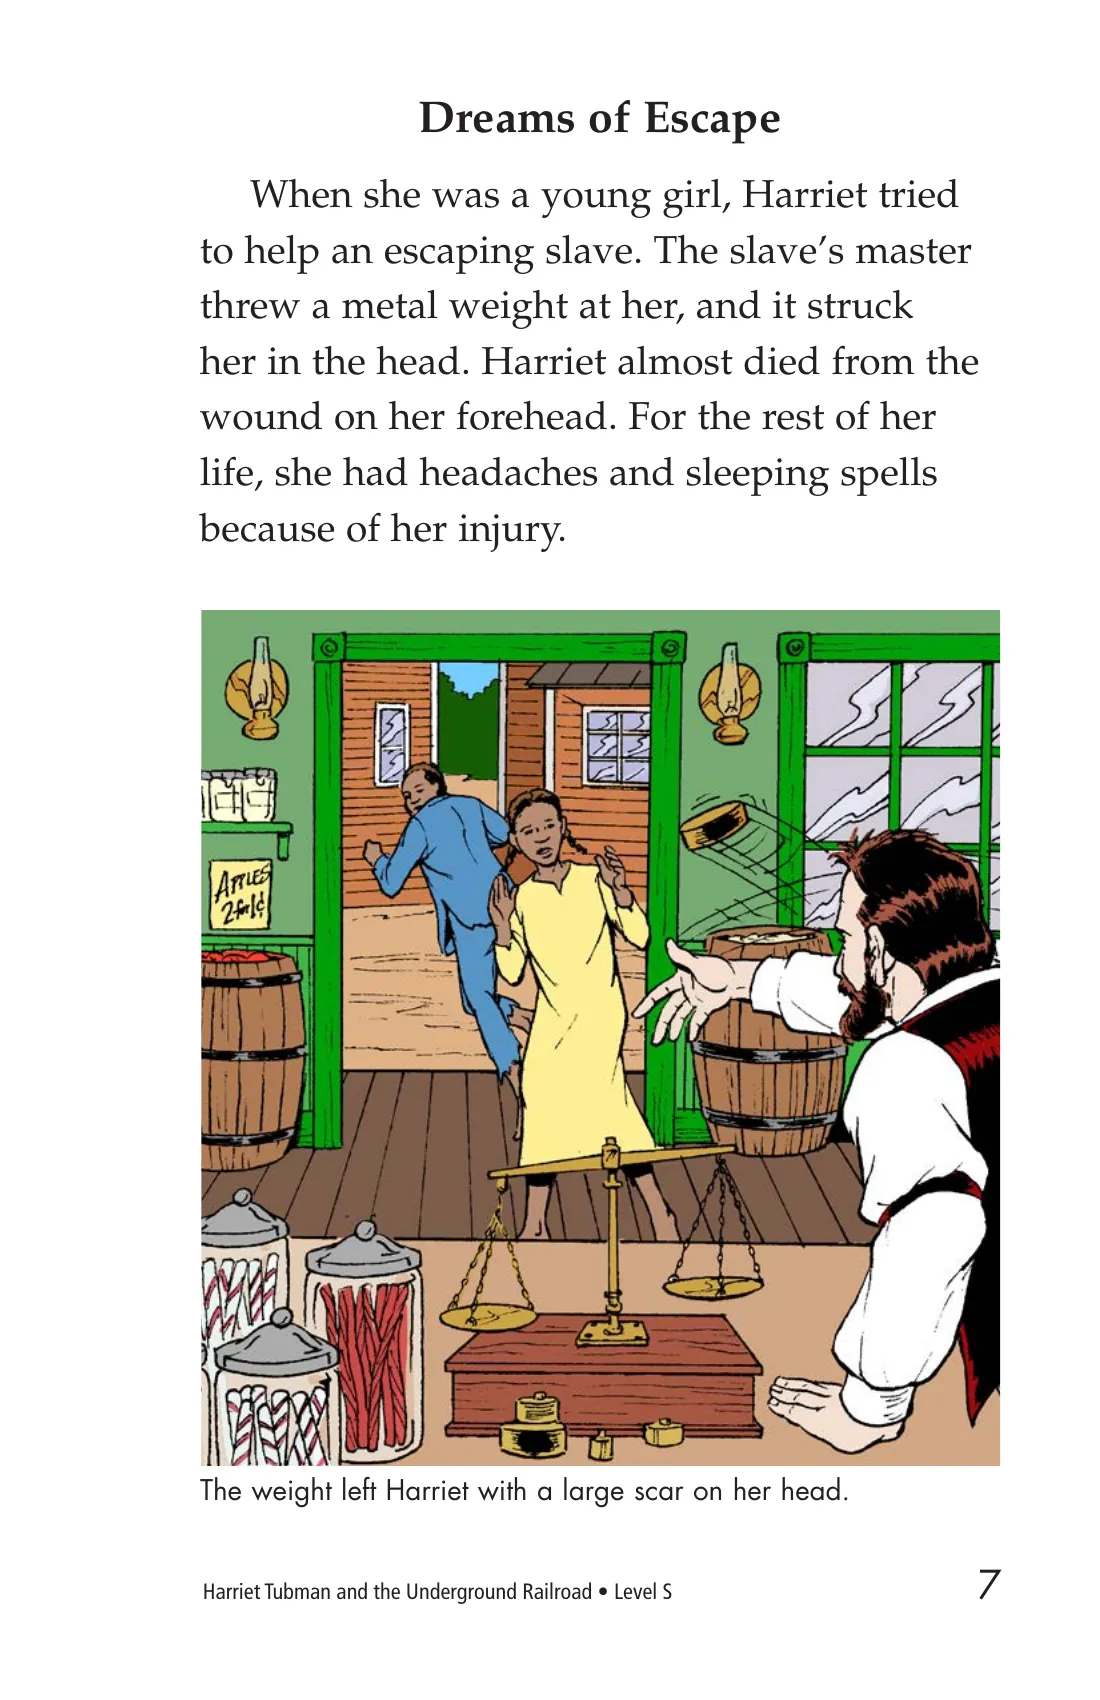 Dreams of Escape
When she was a young girl, Harriet tried
to help an escaping slave. The slave’s master
threw a metal weight at her, and it struck
her in the head. Harriet almost died from the
wound on her forehead. For the rest of her
life, she had headaches and sleeping spells
because of her injury.
APPLES
2 for 1¢
The weight left Harriet with a large scar on her head.
Harriet Tubman and the Underground Railroad • Level S
7